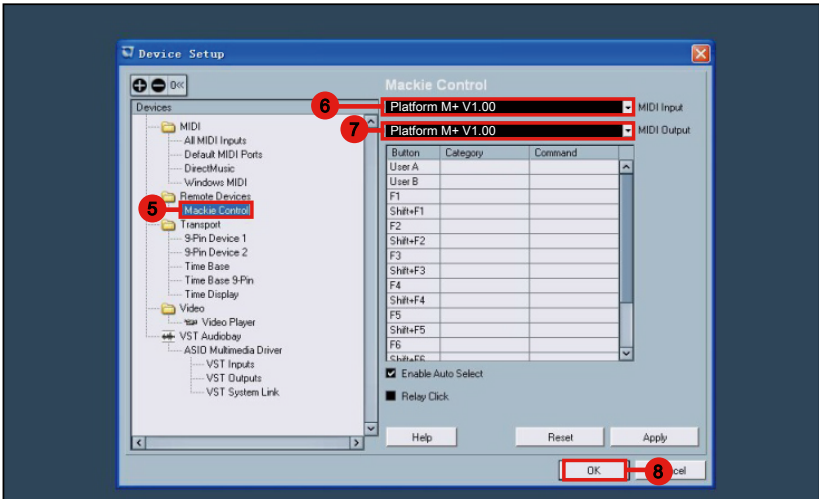 Device Setup
Mackie Control
Devices
6
Platform M+ V1.00
MIDI Input
7
Platform M+ V1.00
MIDI Output
MIDI
All MIDI Inputs
Default MIDI Ports
DirectMusic
Windows MIDI
Remote Devices
5
Mackie Control
Transport
9-Pin Device 1
9-Pin Device 2
Time Base
Time Base 9-Pin
Time Display
Video
Video Player
VST Audiobay
ASIO Multimedia Driver
VST Inputs
VST Outputs
VST System Link
Button Category Command
User A
User B
F1
Shift+F1
F2
Shift+F2
F3
Shift+F3
F4
Shift+F4
F5
Shift+F5
F6
Shift+F6
Enable Auto Select
Relay Click
Help Reset Apply
OK 8 cel